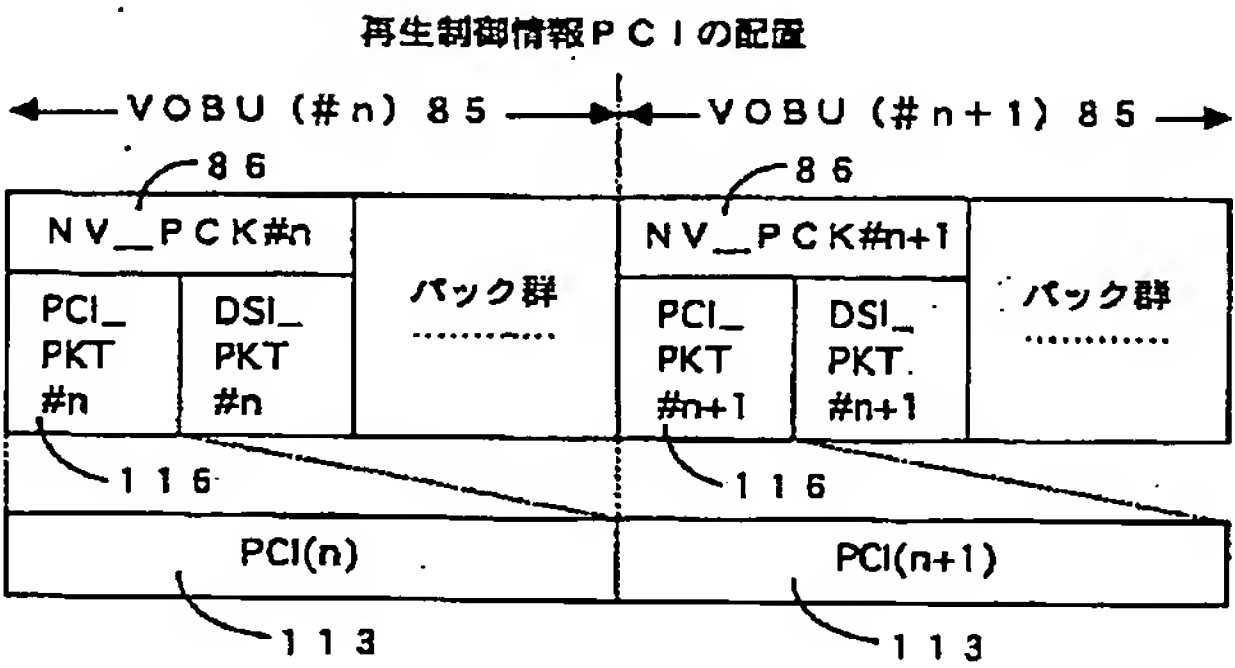 再生制御情報PCIの配置
VOBU (#n) 85
VOBU (#n+1) 85
86
86
NV__PCK#n
NV__PCK#n+1
PCI_
PKT
#n
DSI_
PKT
#n
パック群
............
PCI_
PKT
#n+1
DSI_
PKT.
#n+1
パック群
............
116
116
PCI(n)
PCI(n+1)
113
113